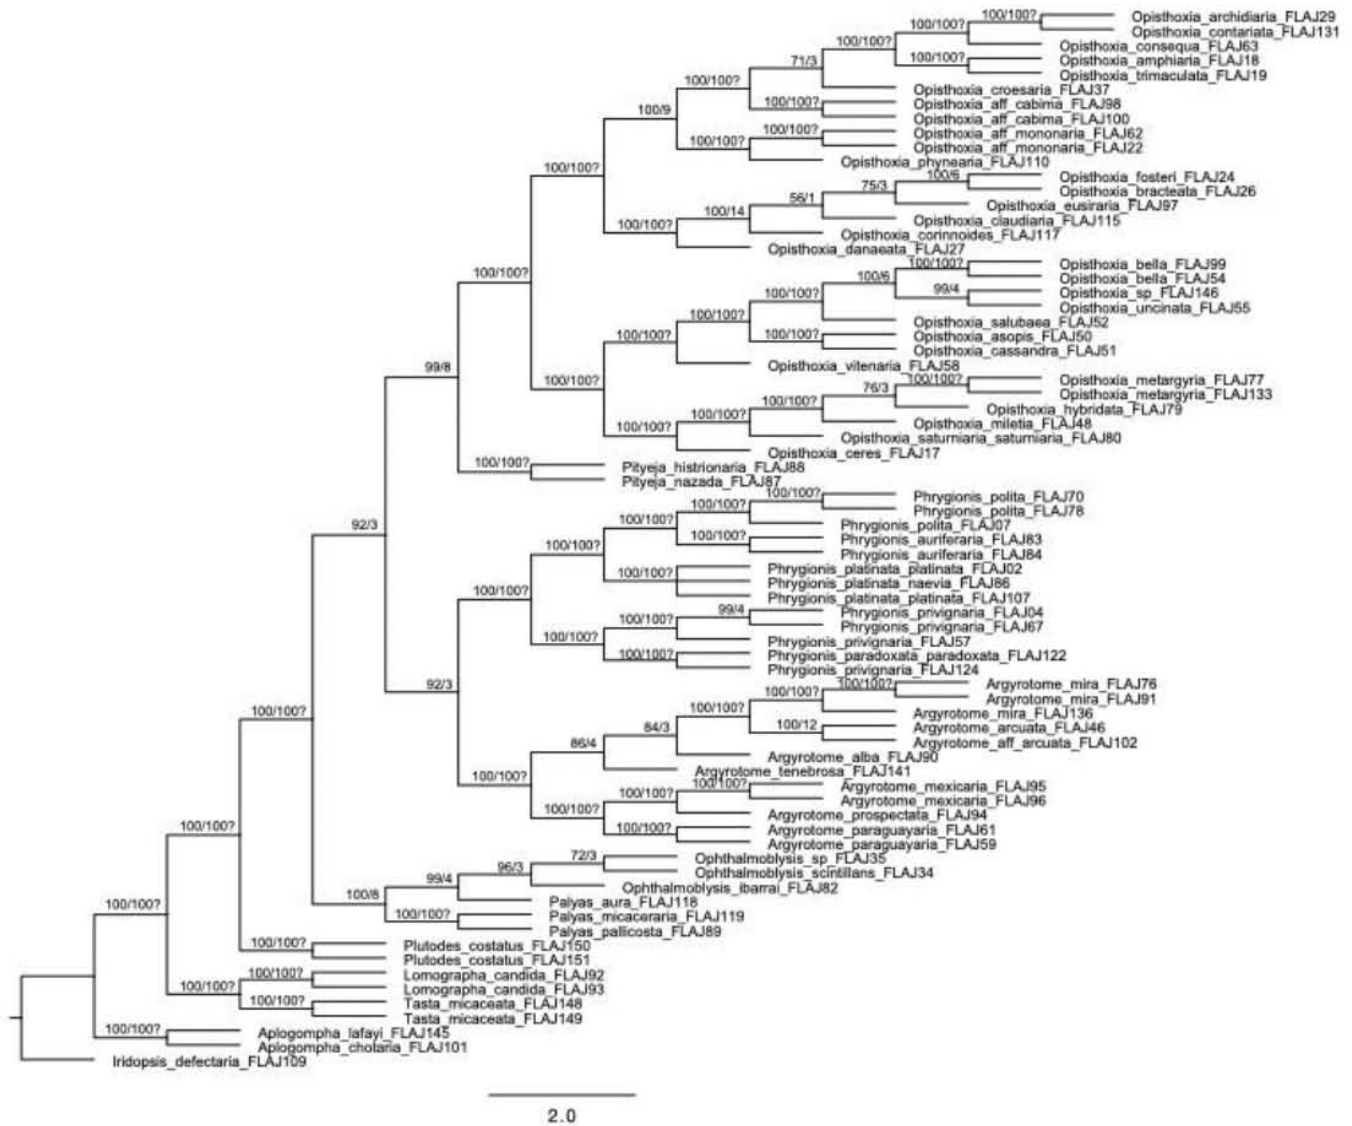 100/100? Opisthoxia_archidiaria_FLAJ29
100/100? Opisthoxia_contariata_FLAJ131
100/100? Opisthoxia_consequa_FLAJ63
100/100? Opisthoxia_amphiaria_FLAJ18
71/3 Opisthoxia_trimaculata_FLAJ19
100/100? Opisthoxia_croesaria_FLAJ37
100/100? Opisthoxia_aff_cabima_FLAJ98
100/9 Opisthoxia_aff_cabima_FLAJ100
100/100? Opisthoxia_aff_mononaria_FLAJ62
100/100? Opisthoxia_aff_mononaria_FLAJ22
100/100? Opisthoxia_phynearia_FLAJ110
100/6 Opisthoxia_fosteri_FLAJ24
75/3 Opisthoxia_bracteata_FLAJ26
56/1 Opisthoxia_eusiraria_FLAJ97
100/14 Opisthoxia_claudiaria_FLAJ115
100/100? Opisthoxia_corinnoides_FLAJ117
Opisthoxia_danaeata_FLAJ27
100/100? Opisthoxia_bella_FLAJ99
100/100? 100/6 Opisthoxia_bella_FLAJ54
99/4 Opisthoxia_sp_FLAJ146
100/100? Opisthoxia_uncinata_FLAJ55
100/100? Opisthoxia_salubaea_FLAJ52
100/100? Opisthoxia_asopis_FLAJ50
100/100? Opisthoxia_cassandra_FLAJ51
99/8 Opisthoxia_vitenaria_FLAJ58
100/100? 100/100? Opisthoxia_metargyria_FLAJ77
76/3 Opisthoxia_metargyria_FLAJ133
100/100? Opisthoxia_hybridata_FLAJ79
100/100? Opisthoxia_miletia_FLAJ48
100/100? Opisthoxia_saturniaria_saturniaria_FLAJ80
Opisthoxia_ceres_FLAJ17
100/100? Pityeja_histrionaria_FLAJ88
Pityeja_nazada_FLAJ87
100/100? Phrygionis_polita_FLAJ70
100/100? Phrygionis_polita_FLAJ78
92/3 100/100? Phrygionis_polita_FLAJ07
100/100? Phrygionis_auriferaria_FLAJ83
100/100? Phrygionis_auriferaria_FLAJ84
100/100? Phrygionis_platinata_platinata_FLAJ02
100/100? Phrygionis_platinata_naevia_FLAJ86
Phrygionis_platinata_platinata_FLAJ107
99/4 Phrygionis_privignaria_FLAJ04
100/100? Phrygionis_privignaria_FLAJ67
100/100? Phrygionis_privignaria_FLAJ57
100/100? Phrygionis_paradoxata_paradoxata_FLAJ122
Phrygionis_privignaria_FLAJ124
92/3 100/100? Argyrotome_mira_FLAJ76
100/100? Argyrotome_mira_FLAJ91
100/100? 100/100? Argyrotome_mira_FLAJ136
84/3 100/12 Argyrotome_arcuata_FLAJ46
86/4 Argyrotome_aff_arcuata_FLAJ102
Argyrotome_alba_FLAJ90
100/100? Argyrotome_tenebrosa_FLAJ141
100/100? Argyrotome_mexicaria_FLAJ95
100/100? Argyrotome_mexicaria_FLAJ96
100/100? Argyrotome_prospectata_FLAJ94
100/100? 100/100? Argyrotome_paraguayaria_FLAJ61
Argyrotome_paraguayaria_FLAJ59
72/3 Ophthalmoblysis_sp_FLAJ35
96/3 Ophthalmoblysis_scintillans_FLAJ34
99/4 Ophthalmoblysis_ibarrai_FLAJ82
100/100? 100/8 Palyas_aura_FLAJ118
100/100? Palyas_micaceraria_FLAJ119
Palyas_pallicosta_FLAJ89
100/100? Plutodes_costatus_FLAJ150
Plutodes_costatus_FLAJ151
100/100? Lomographa_candida_FLAJ92
100/100? Lomographa_candida_FLAJ93
100/100? Tasta_micaceata_FLAJ148
Tasta_micaceata_FLAJ149
100/100? Aplogompha_lafayi_FLAJ145
Aplogompha_chotaria_FLAJ101
Iridopsis_defectaria_FLAJ109
2.0